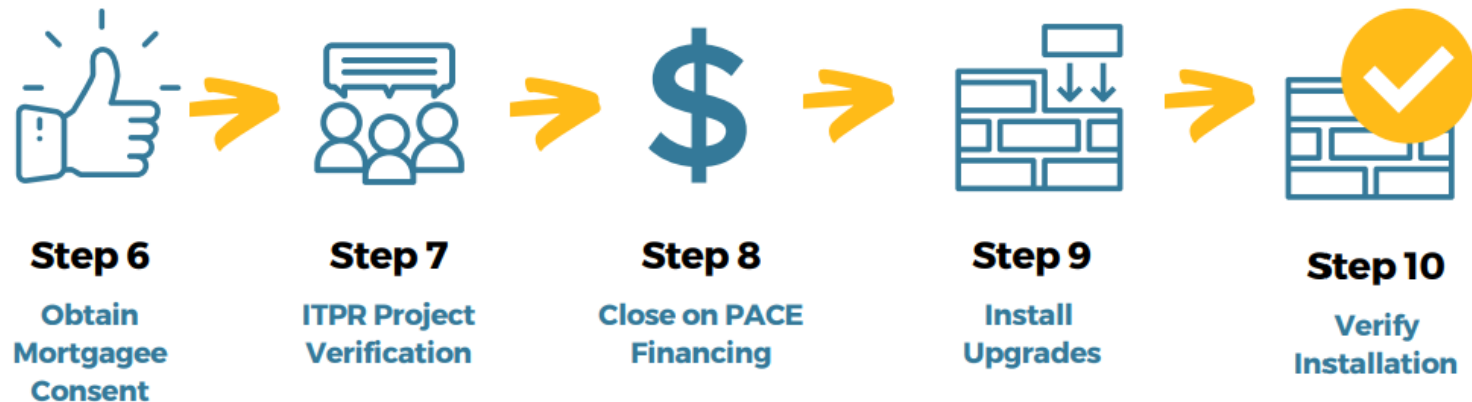 Step 6
Obtain
Mortgagee
Consent
Step 7
ITPR Project
Verification
Step 8
Close on PACE
Financing
Step 9
Install
Upgrades
Step 10
Verify
Installation